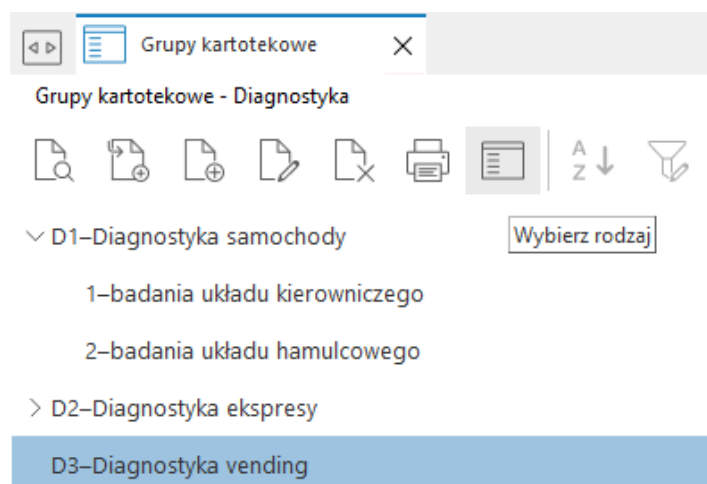 Grupy kartotekowe
Grupy kartotekowe - Diagnostyka
A
Z
D1–Diagnostyka samochody
Wybierz rodzaj
1–badania układu kierowniczego
2–badania układu hamulcowego
D2–Diagnostyka ekspresy
D3–Diagnostyka vending